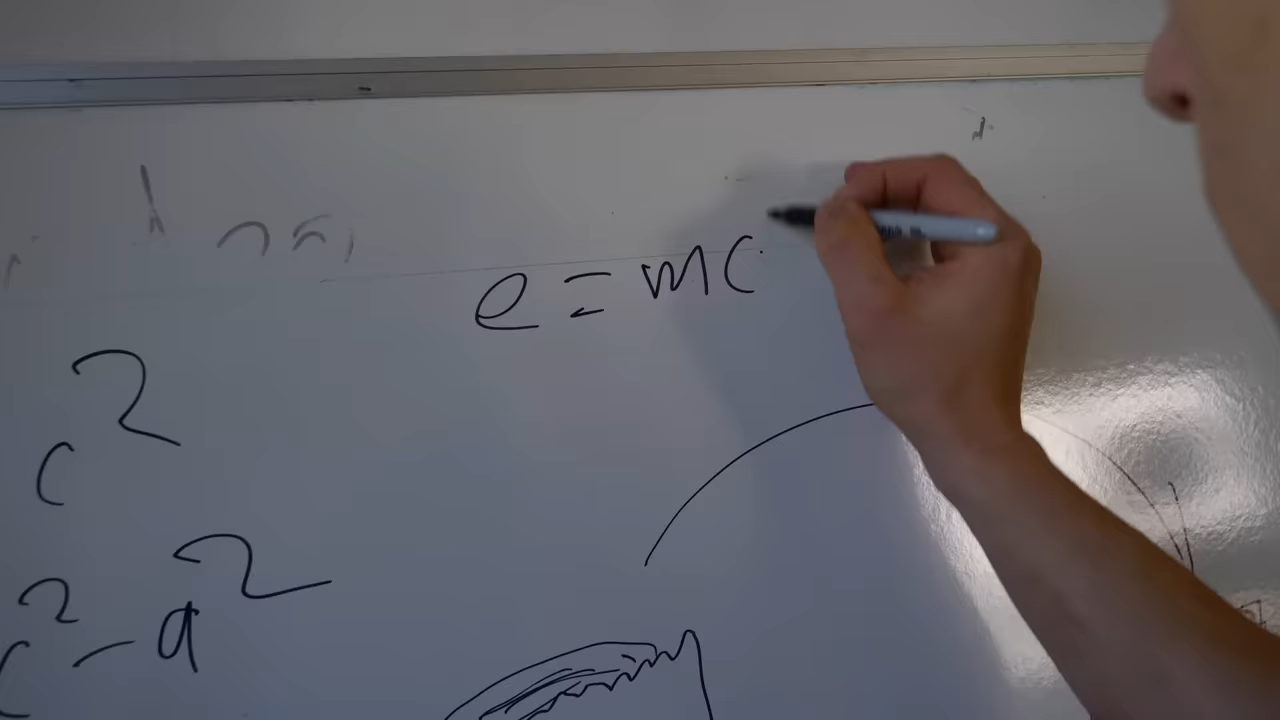 e = mc
c²
c² - a²